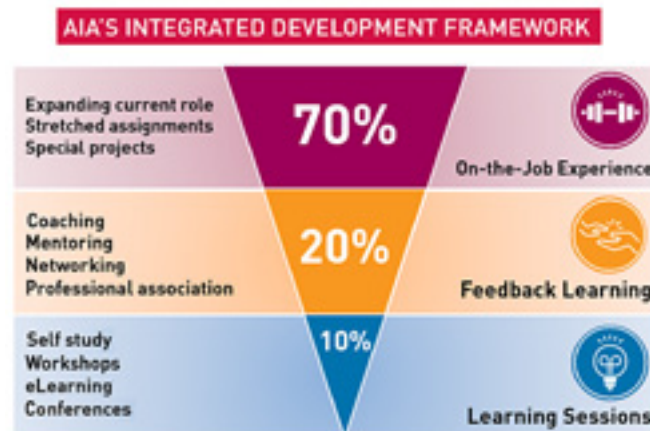 AIA'S INTEGRATED DEVELOPMENT FRAMEWORK
Expanding current role
Stretched assignments
Special projects
70%
On-the-Job Experience
Coaching
Mentoring
Networking
Professional association
20%
Feedback Learning
Self study
Workshops
eLearning
Conferences
10%
Learning Sessions